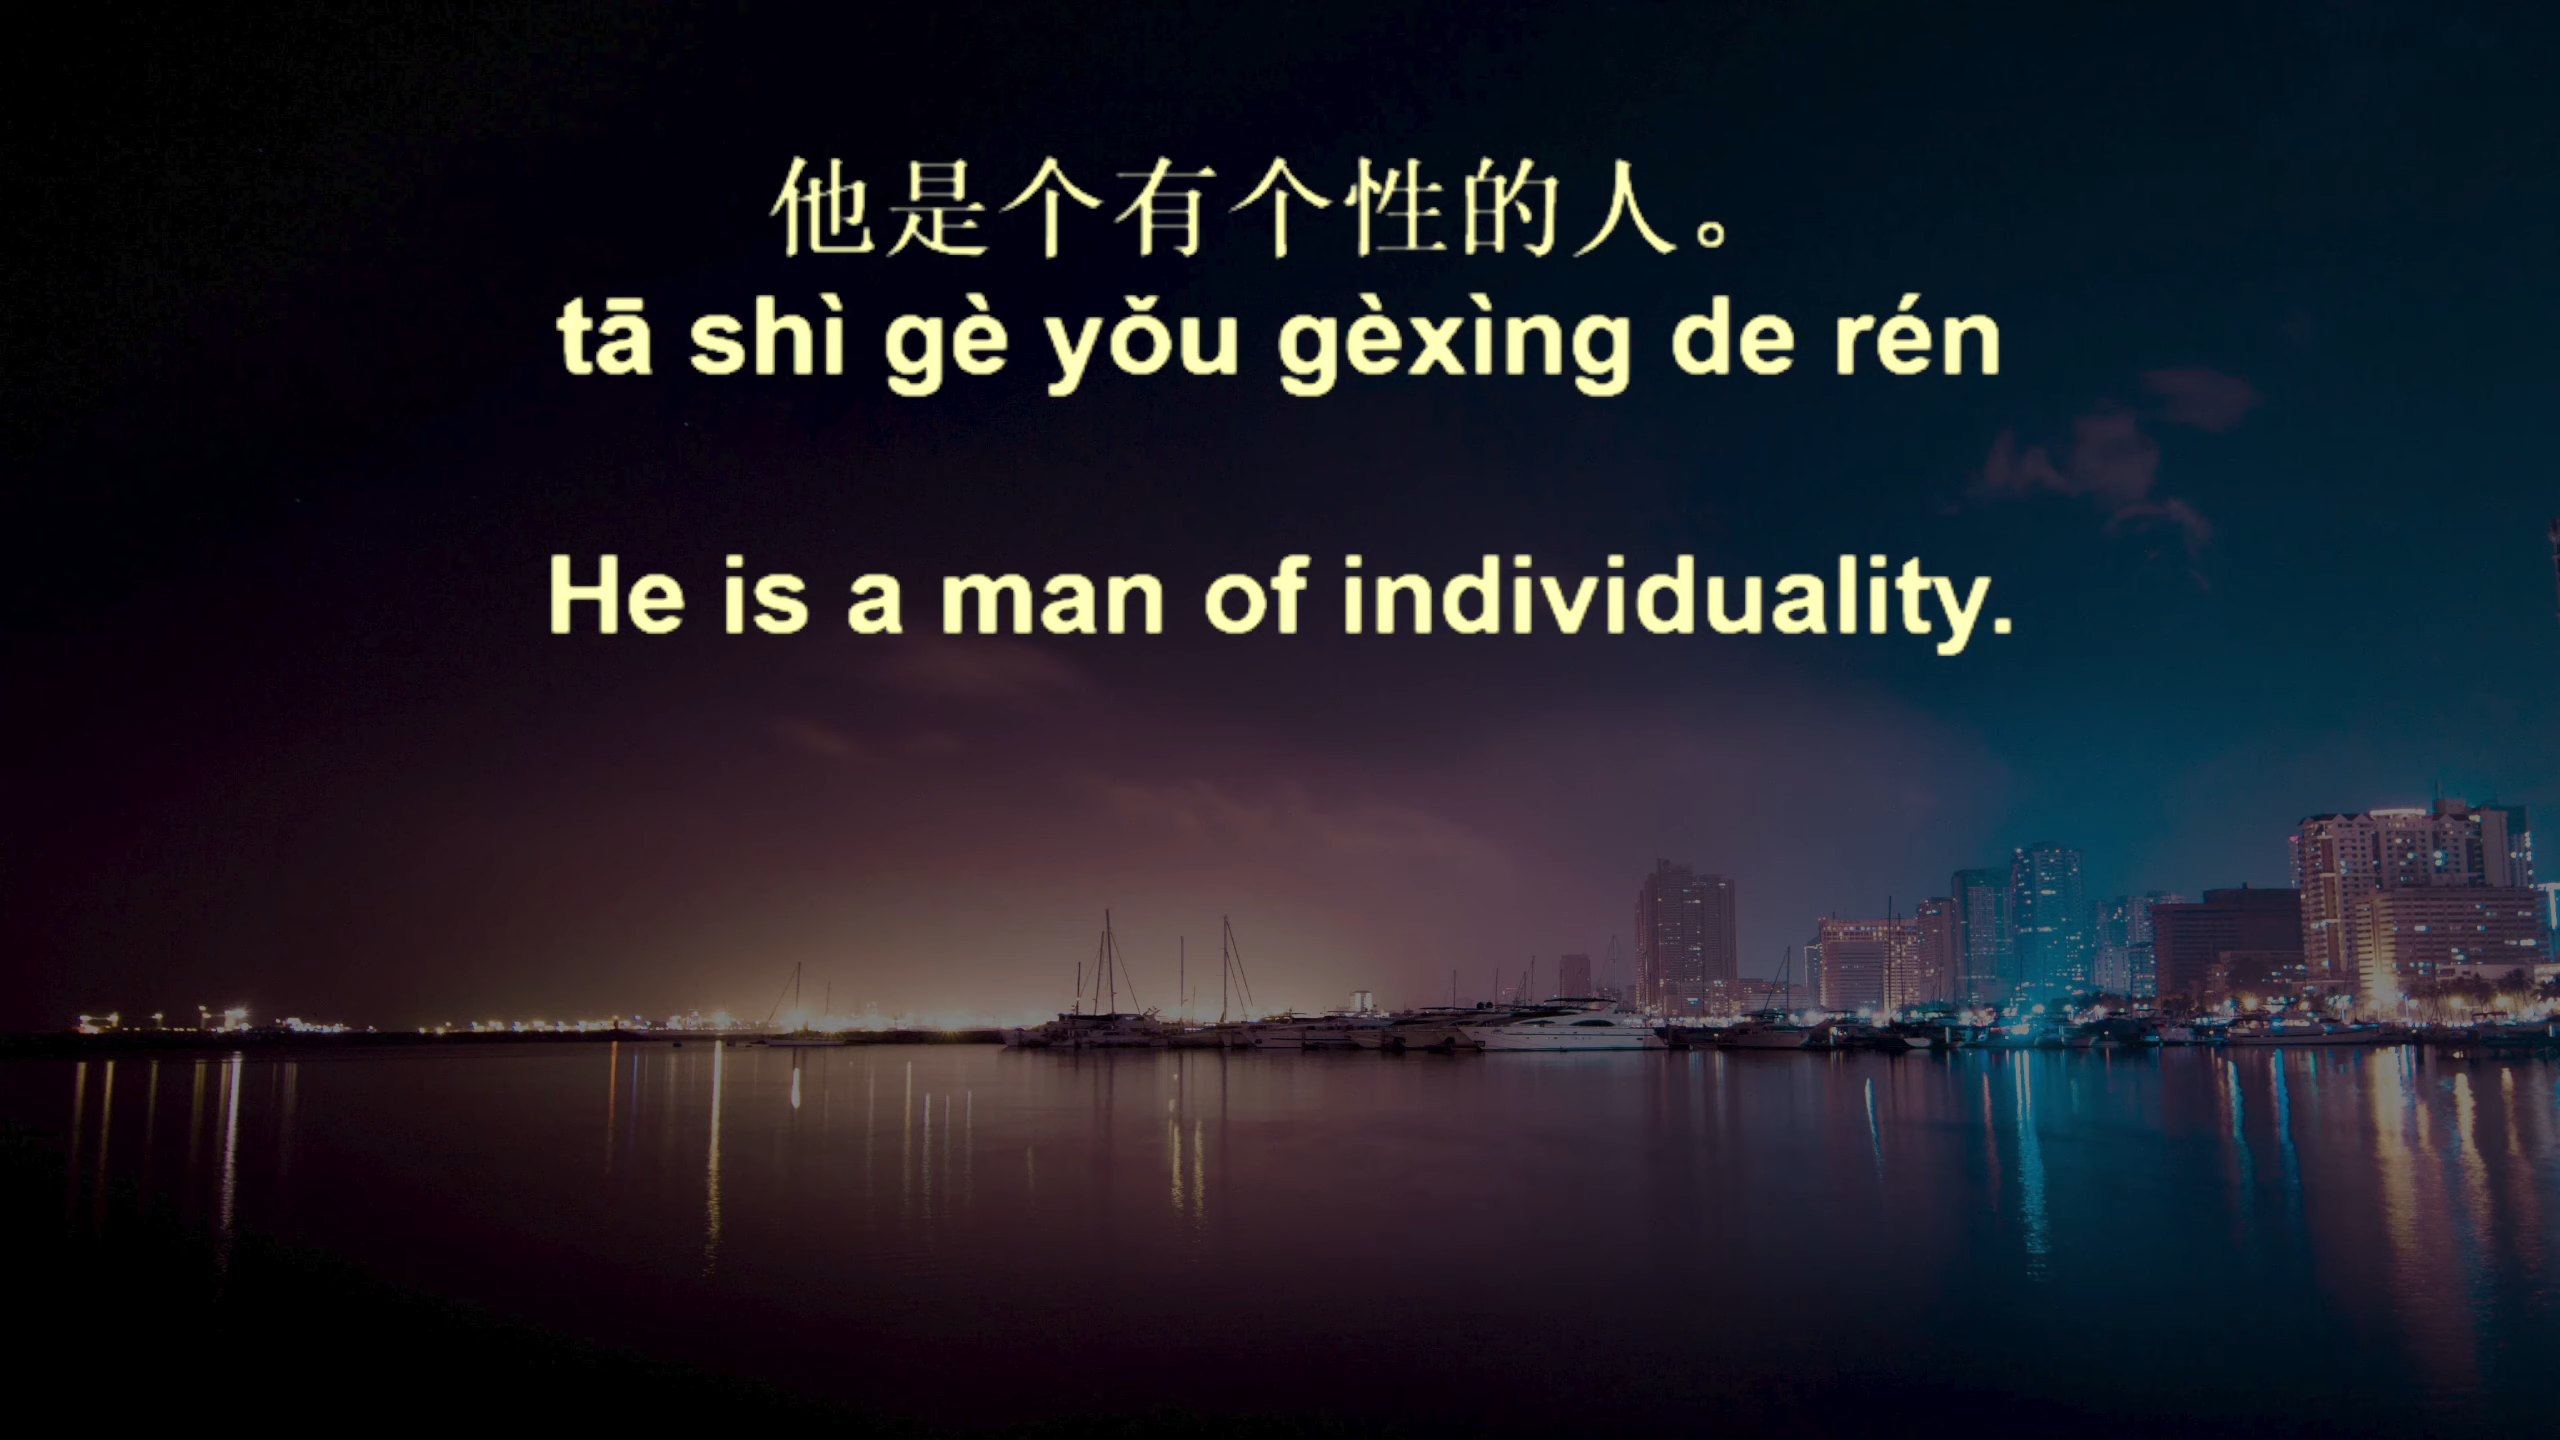 他是个有个性的人。
tā shì gè yǒu gèxìng de rén
He is a man of individuality.